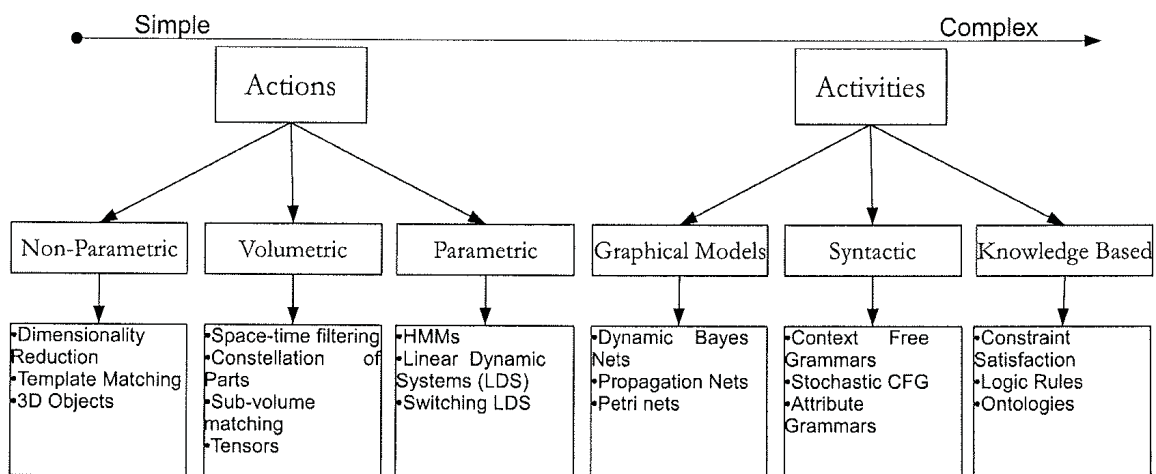 Simple
Complex
Actions
Activities
Non-Parametric
Volumetric
Parametric
Graphical Models
Syntactic
Knowledge Based
•Dimensionality
Reduction
•Template Matching
•3D Objects
•Space-time filtering
•Constellation of
Parts
•Sub-volume
matching
•Tensors
•HMMs
•Linear Dynamic
Systems (LDS)
•Switching LDS
•Dynamic Bayes
Nets
•Propagation Nets
•Petri nets
•Context Free
Grammars
•Stochastic CFG
•Attribute
Grammars
•Constraint
Satisfaction
•Logic Rules
•Ontologies